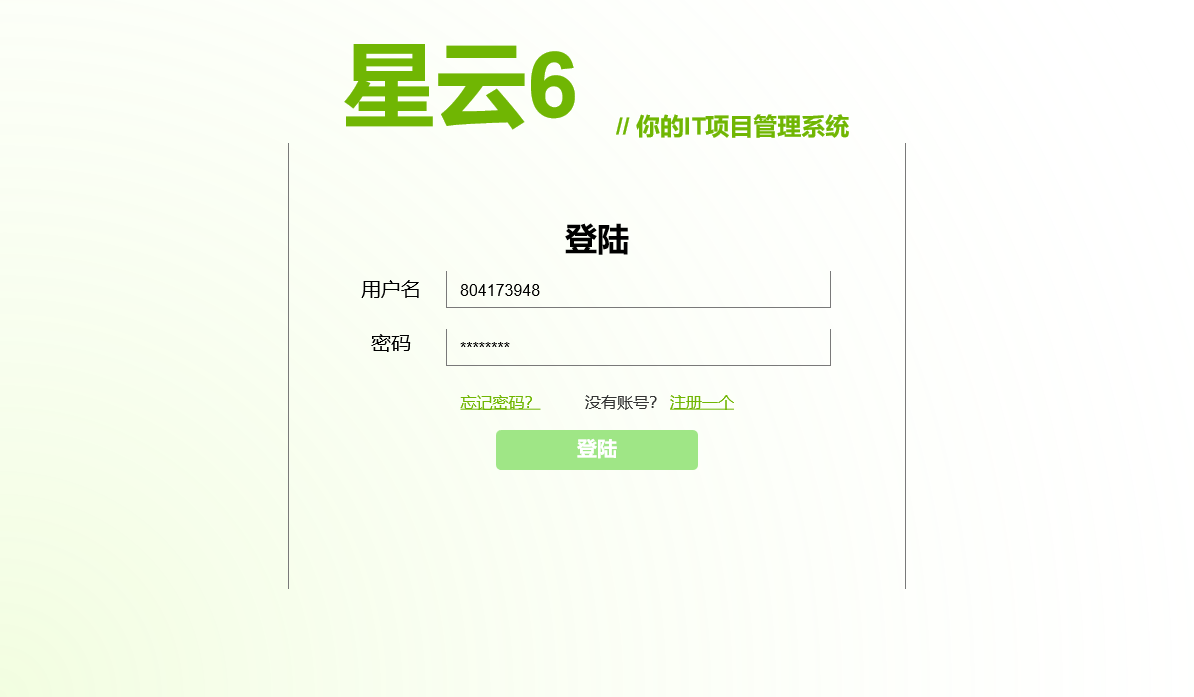 星云6
// 你的IT项目管理系统
登陆
用户名 804173948
密码 ********
忘记密码? 没有账号? 注册一个
登陆